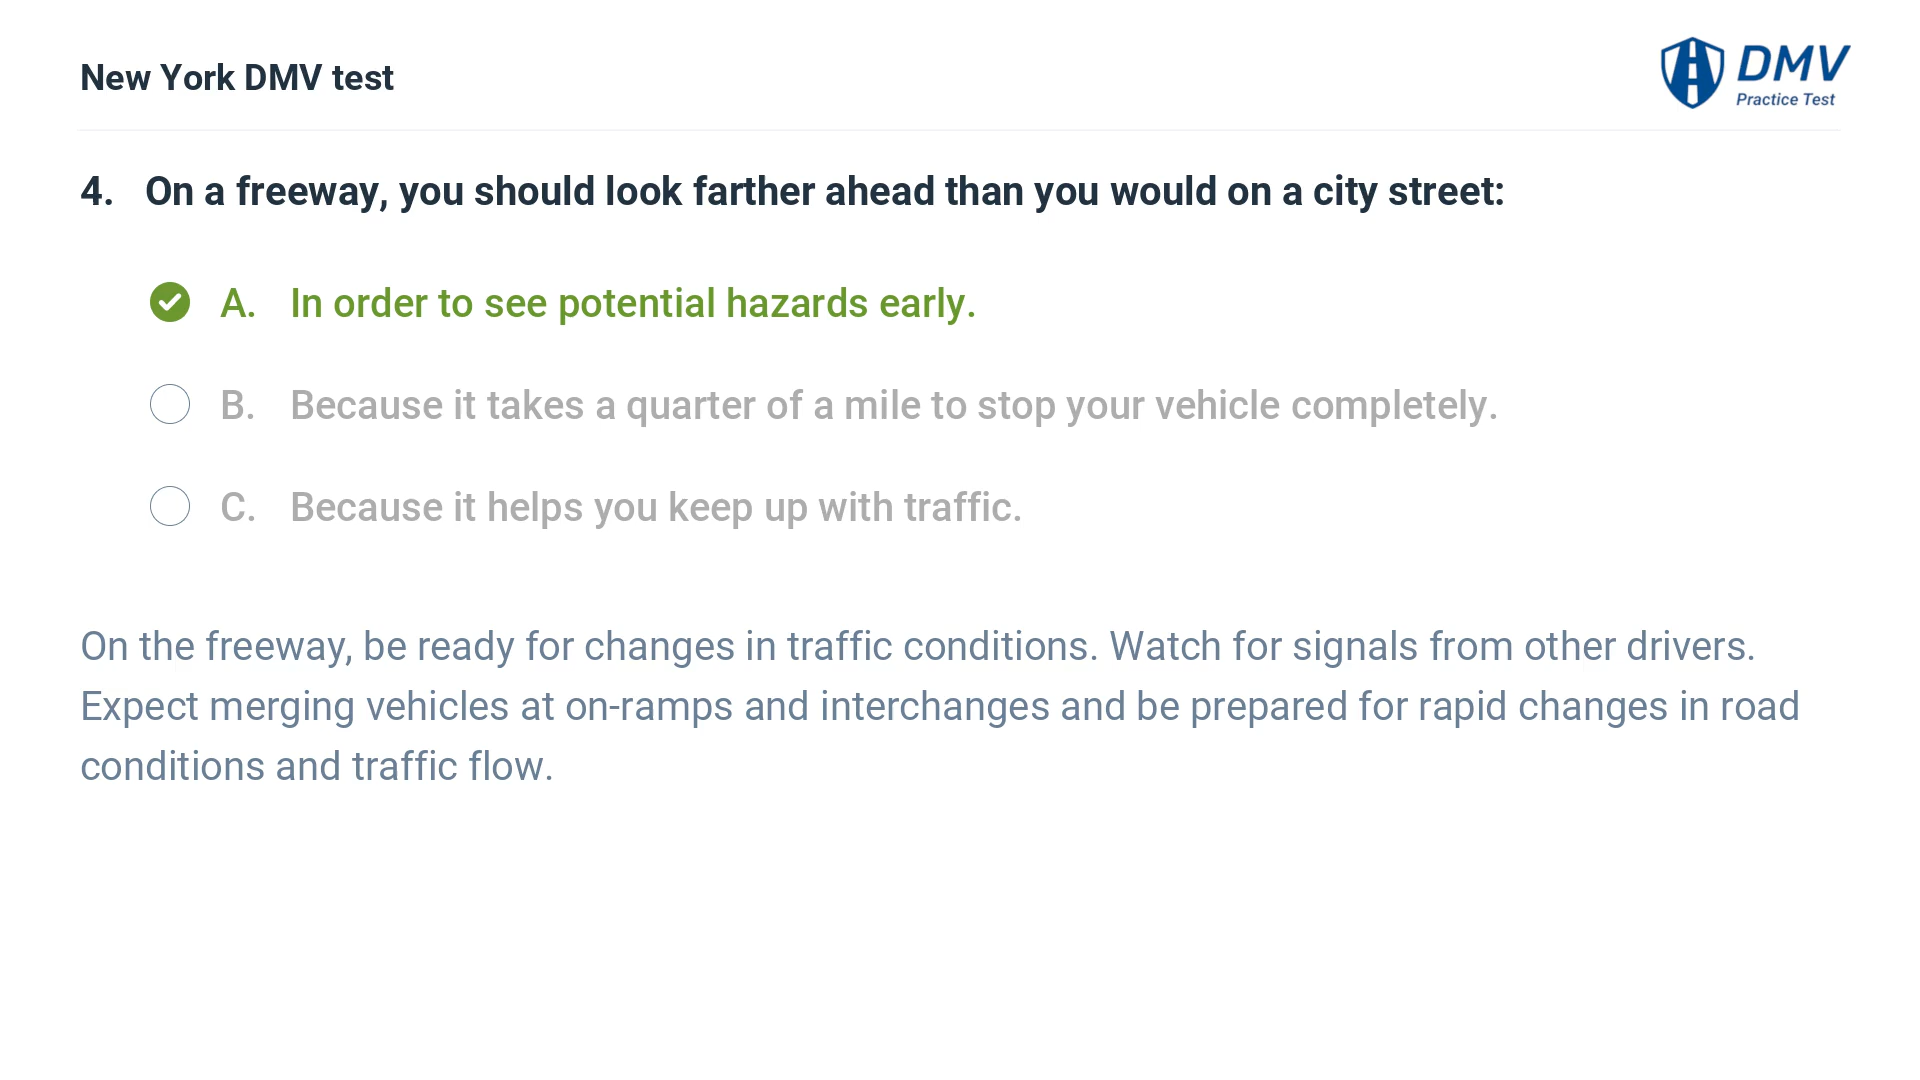 New York DMV test
DMV
Practice Test
4. On a freeway, you should look farther ahead than you would on a city street:
A. In order to see potential hazards early.
B. Because it takes a quarter of a mile to stop your vehicle completely.
C. Because it helps you keep up with traffic.
On the freeway, be ready for changes in traffic conditions. Watch for signals from other drivers.
Expect merging vehicles at on-ramps and interchanges and be prepared for rapid changes in road
conditions and traffic flow.